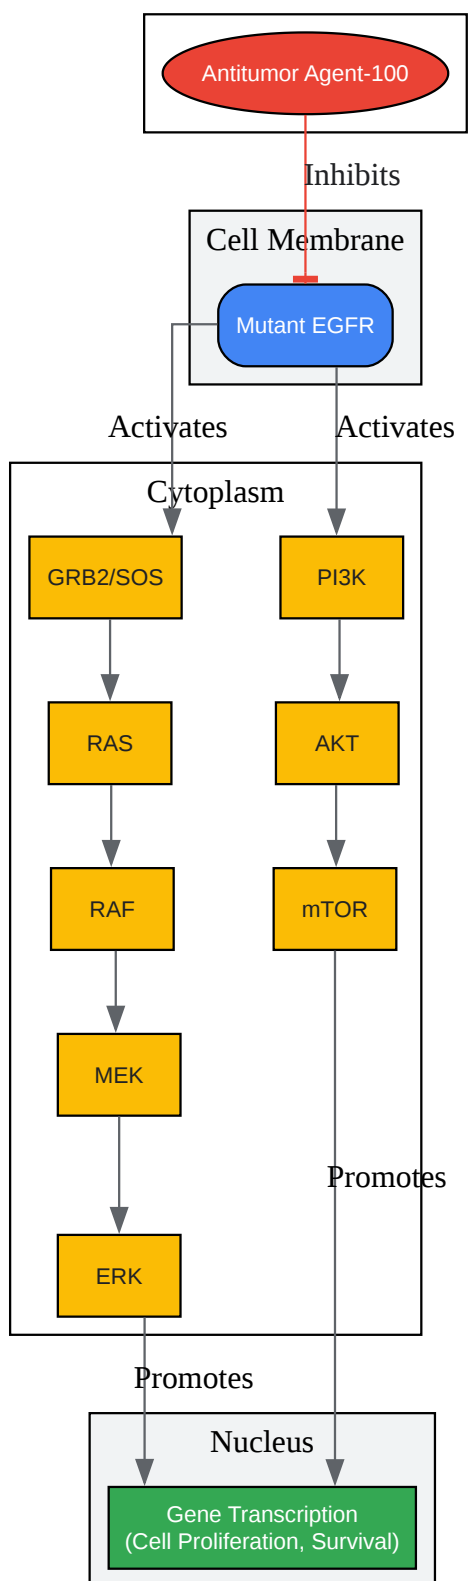 Antitumor Agent-100
Inhibits
Cell Membrane
Mutant EGFR
Activates
Activates
Cytoplasm
GRB2/SOS
PI3K
RAS
AKT
RAF
mTOR
MEK
Promotes
ERK
Promotes
Nucleus
Gene Transcription
(Cell Proliferation, Survival)